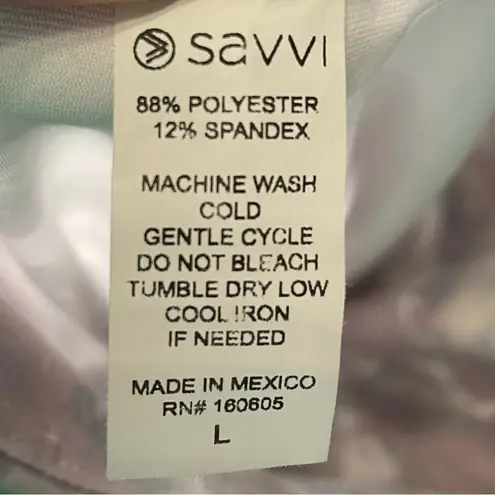 savvi
88% POLYESTER
12% SPANDEX
MACHINE WASH
COLD
GENTLE CYCLE
DO NOT BLEACH
TUMBLE DRY LOW
COOL IRON
IF NEEDED
MADE IN MEXICO
RN# 160605
L